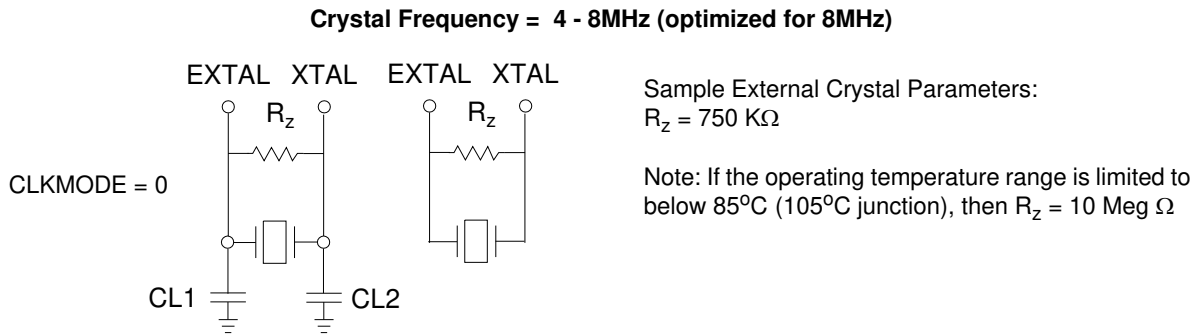 Crystal Frequency = 4 - 8MHz (optimized for 8MHz)
EXTAL XTAL
EXTAL XTAL
Rz
Rz
CLKMODE = 0
CL1
CL2
Sample External Crystal Parameters:
Rz = 750 KΩ
Note: If the operating temperature range is limited to
below 85°C (105°C junction), then Rz = 10 Meg Ω